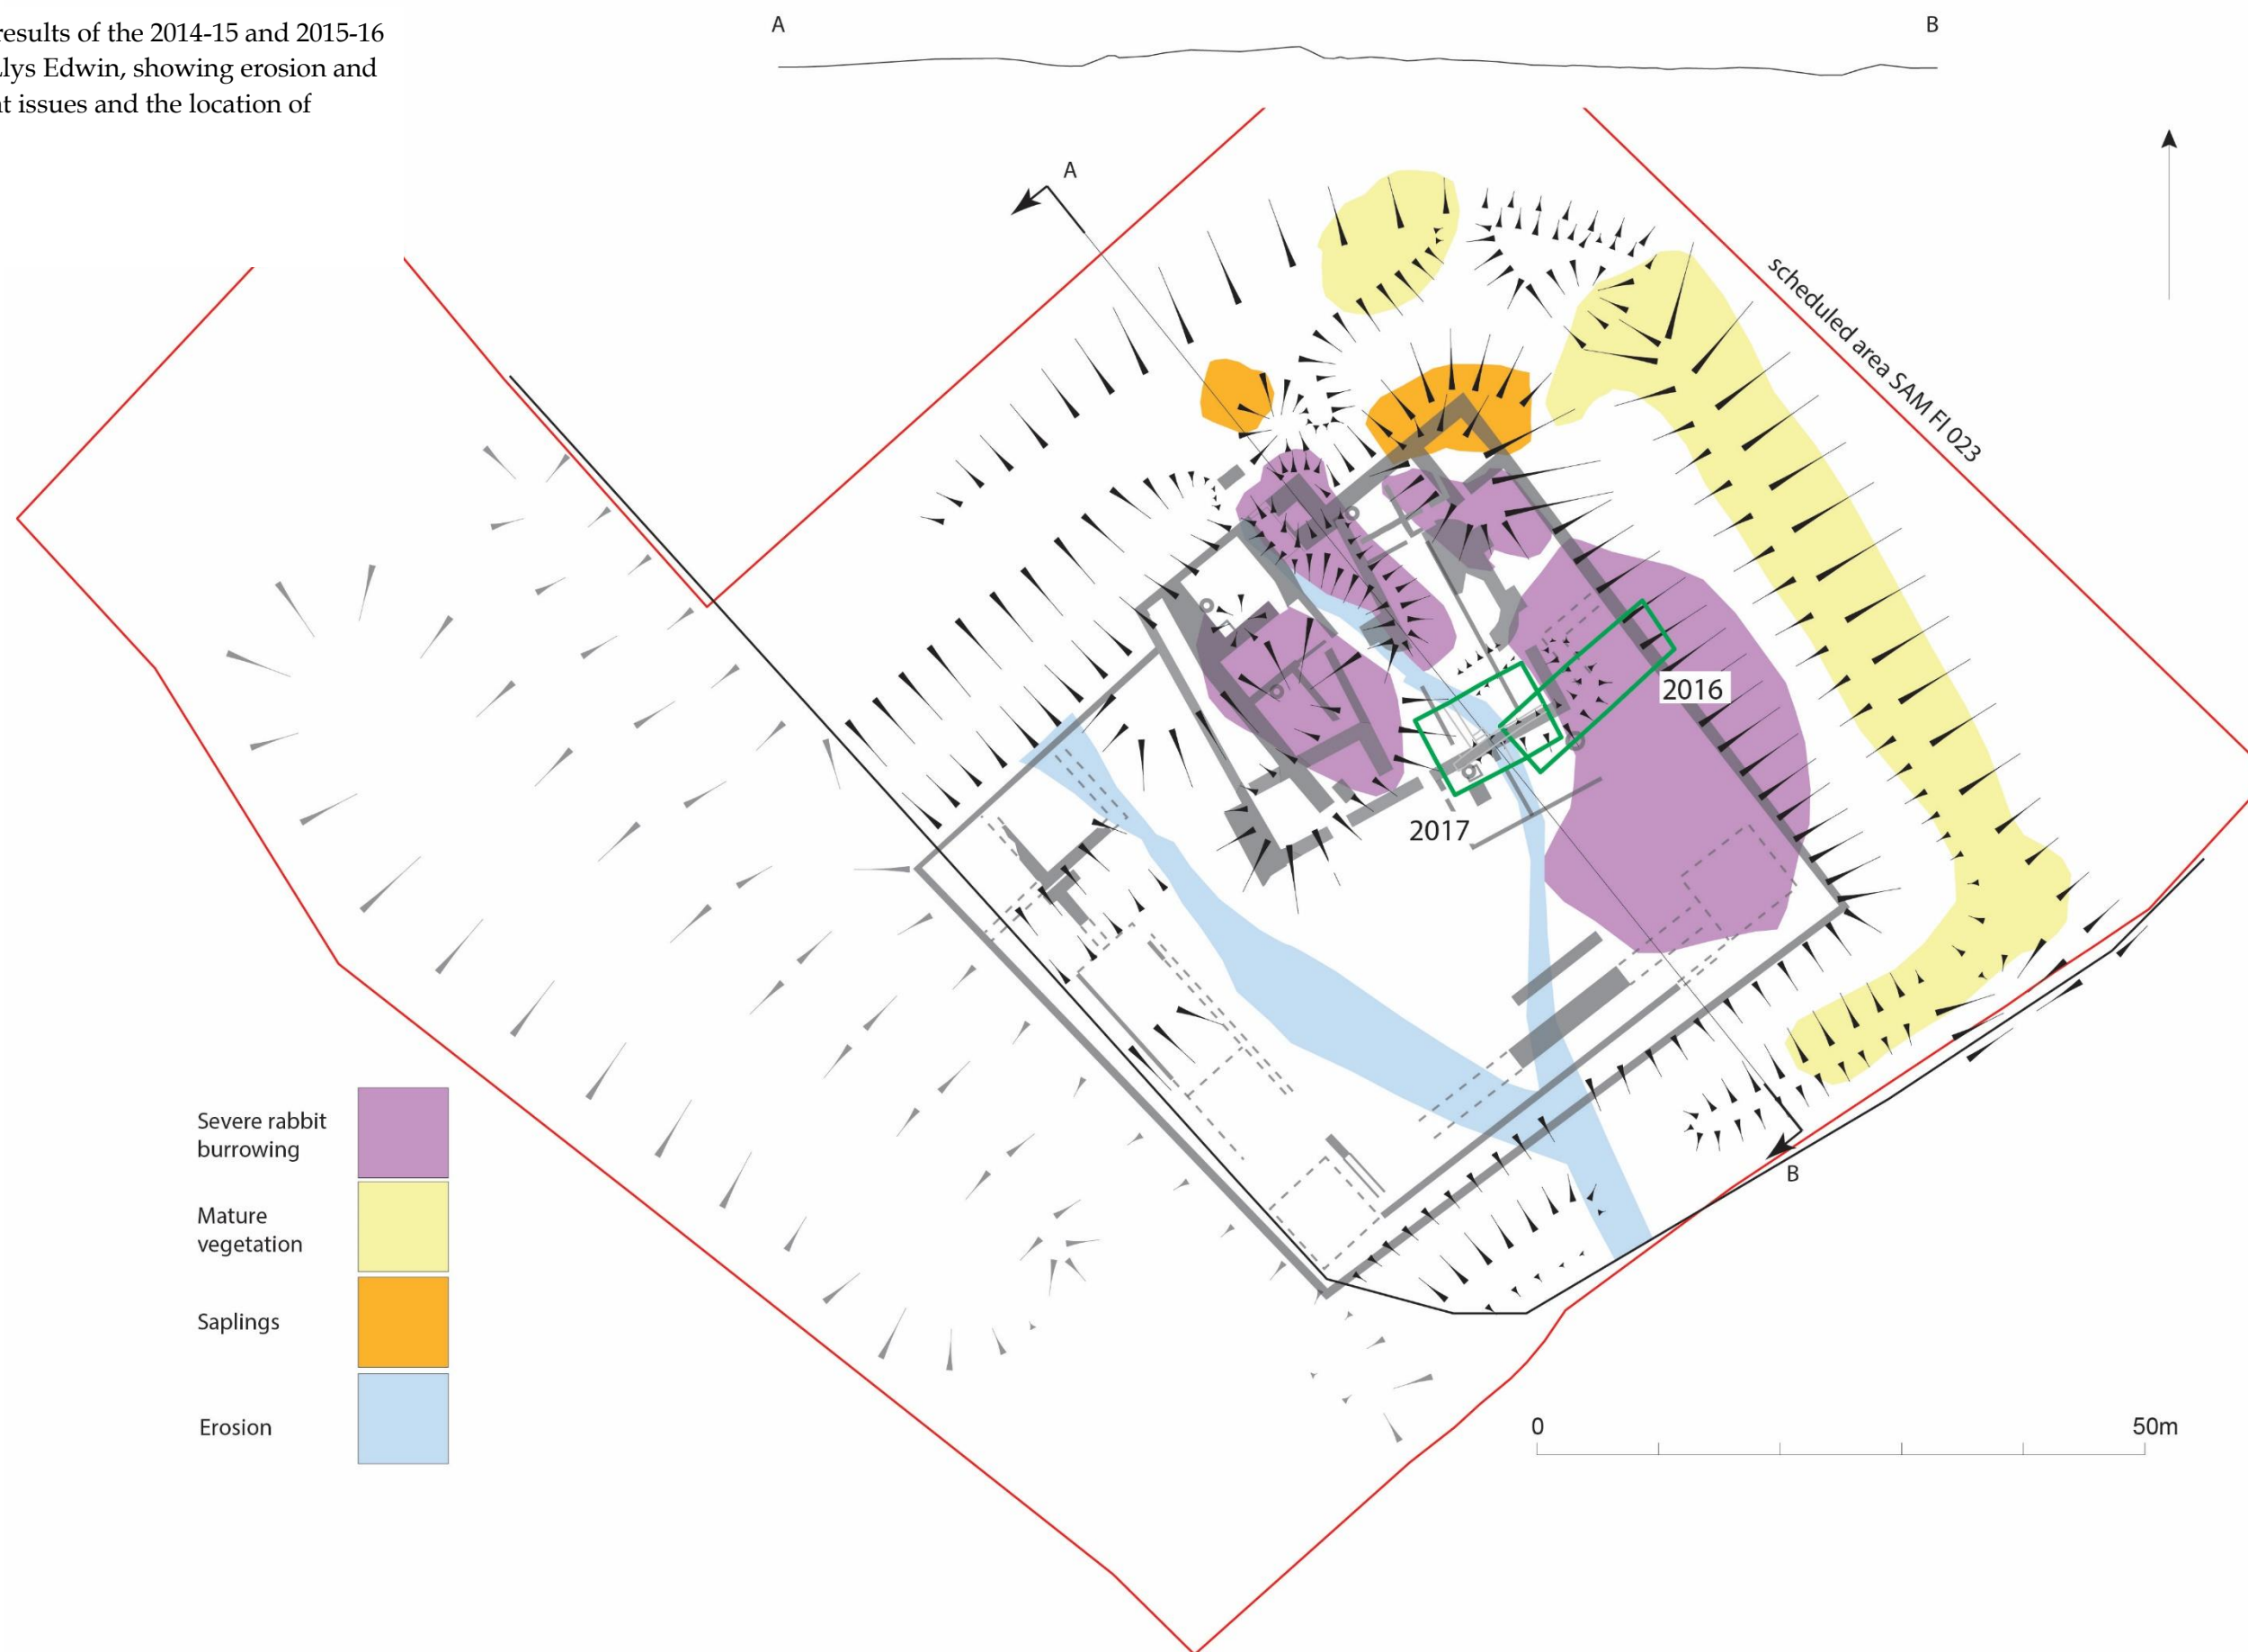 results of the 2014-15 and 2015-16
Llys Edwin, showing erosion and
issues and the location of
A
B
A
scheduled area SAM FI 023
2016
2017
B
Severe rabbit
burrowing
Mature
vegetation
Saplings
Erosion
0
50m